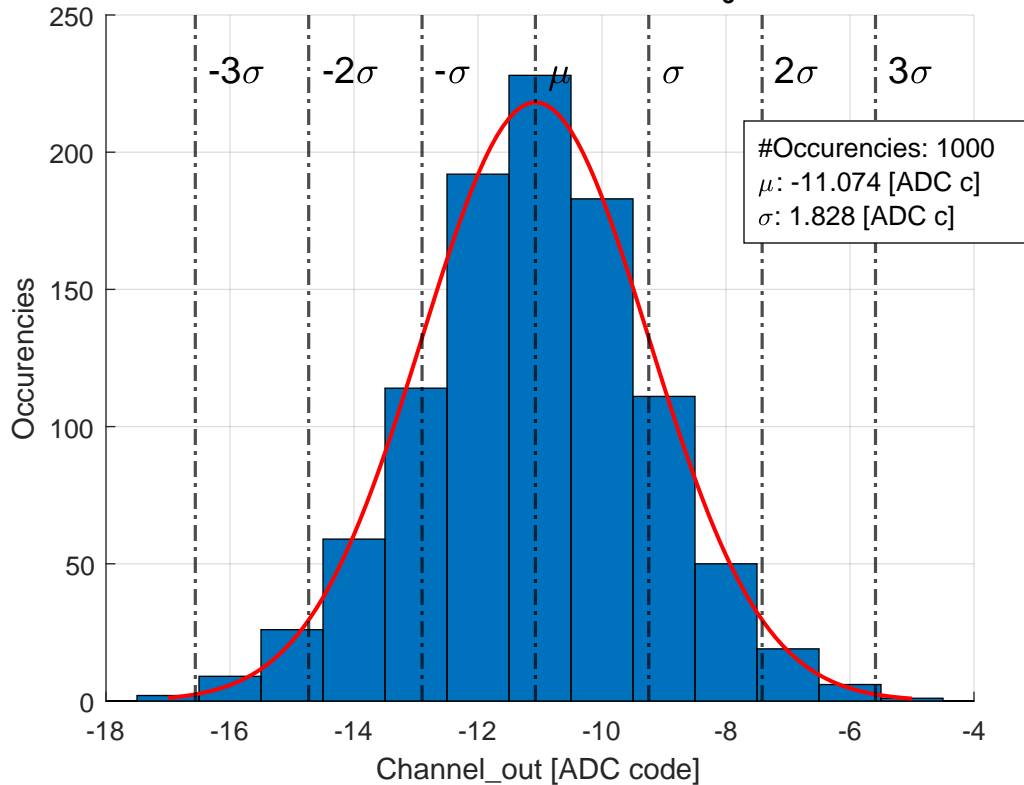 250
-3σ
-2σ
-σ
μ
σ
2σ
3σ
#Occurencies: 1000
μ: -11.074 [ADC c]
σ: 1.828 [ADC c]
200
150
100
50
0
Occurencies
-18
-16
-14
-12
-10
-8
-6
-4
Channel_out [ADC code]